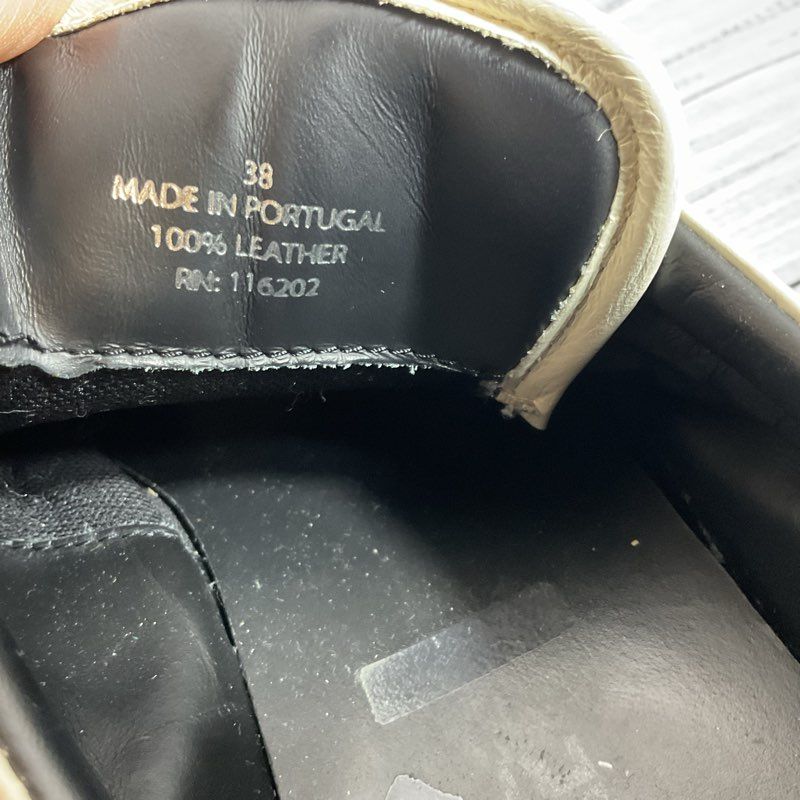 38
MADE IN PORTUGAL
100% LEATHER
RN: 116202